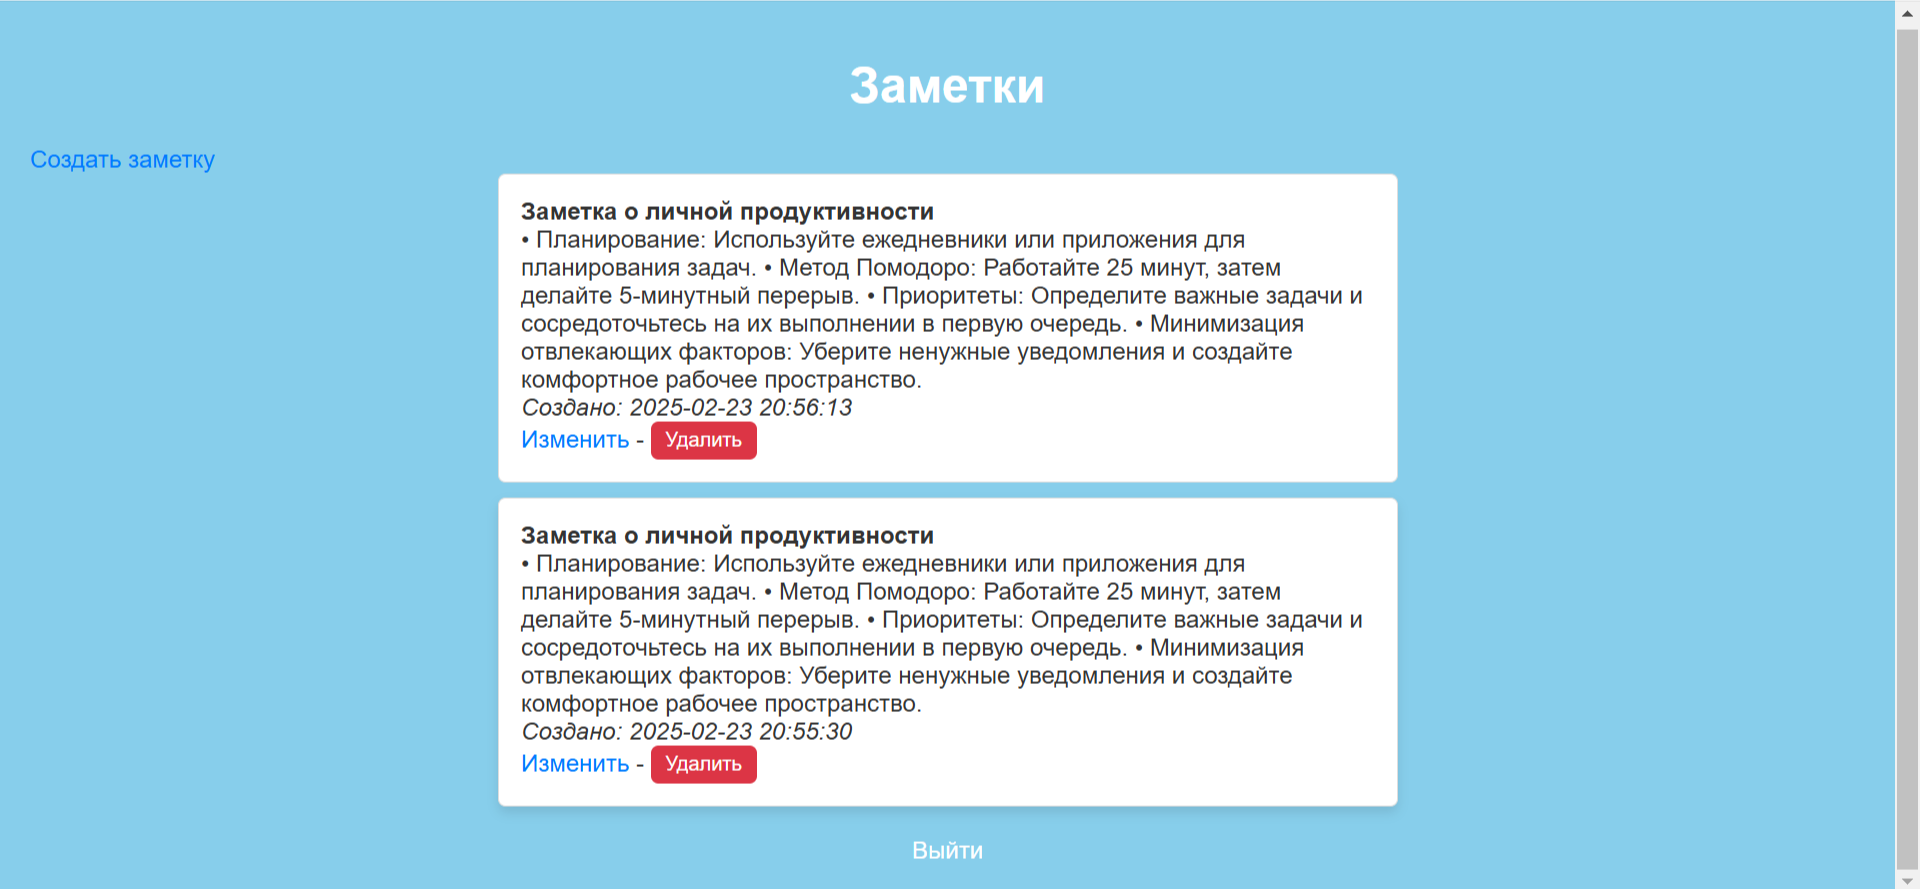 Заметки
Создать заметку
Заметка о личной продуктивности
• Планирование: Используйте ежедневники или приложения для
планирования задач. • Метод Помодоро: Работайте 25 минут, затем
делайте 5-минутный перерыв. • Приоритеты: Определите важные задачи и
сосредоточьтесь на их выполнении в первую очередь. • Минимизация
отвлекающих факторов: Уберите ненужные уведомления и создайте
комфортное рабочее пространство.
Создано: 2025-02-23 20:56:13
Изменить - Удалить
Заметка о личной продуктивности
• Планирование: Используйте ежедневники или приложения для
планирования задач. • Метод Помодоро: Работайте 25 минут, затем
делайте 5-минутный перерыв. • Приоритеты: Определите важные задачи и
сосредоточьтесь на их выполнении в первую очередь. • Минимизация
отвлекающих факторов: Уберите ненужные уведомления и создайте
комфортное рабочее пространство.
Создано: 2025-02-23 20:55:30
Изменить - Удалить
Выйти